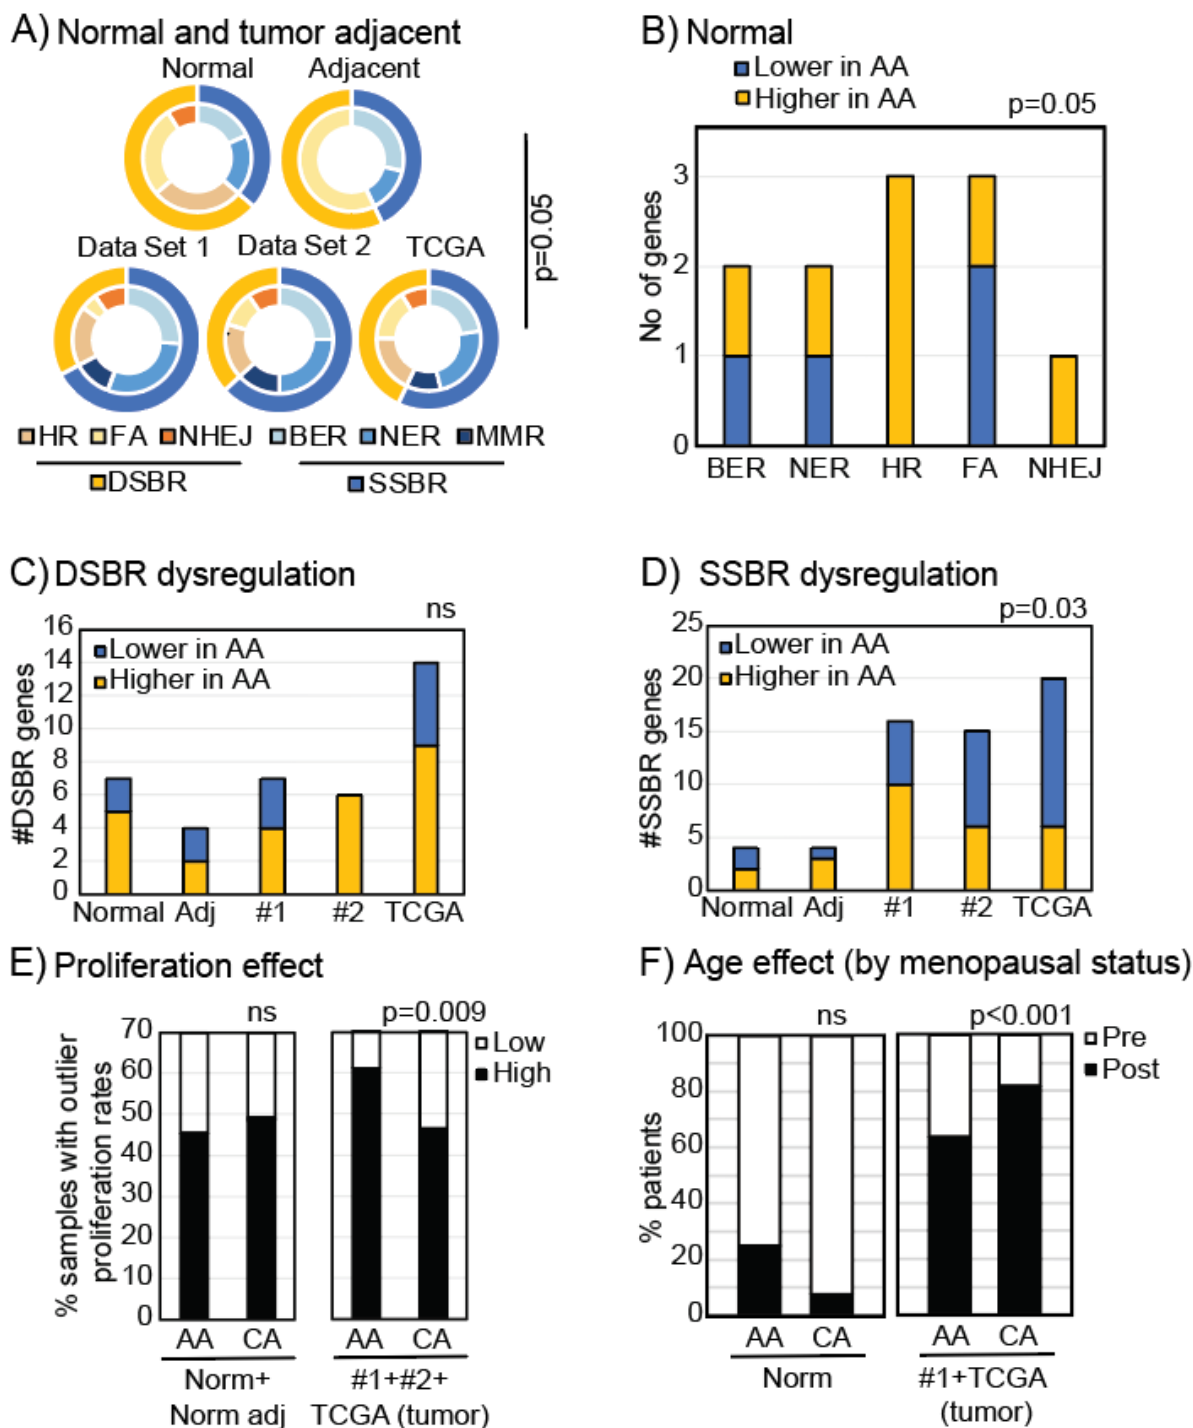 A) Normal and tumor adjacent
Normal Adjacent
Data Set 1 Data Set 2 TCGA
p=0.05
HR FA NHEJ BER NER MMR
DSBR SSBR
B) Normal
Lower in AA
Higher in AA
p=0.05
No of genes
3
2
1
0
BER NER HR FA NHEJ
C) DSBR dysregulation
ns
Lower in AA
Higher in AA
#DSBR genes
16
14
12
10
8
6
4
2
0
Normal Adj #1 #2 TCGA
D) SSBR dysregulation
p=0.03
Lower in AA
Higher in AA
#SSBR genes
25
20
15
10
5
0
Normal Adj #1 #2 TCGA
E) Proliferation effect
ns p=0.009
Low
High
% samples with outlier
proliferation rates
70
60
50
40
30
20
10
0
AA CA AA CA
Norm+ #1+#2+
Norm adj TCGA (tumor)
F) Age effect (by menopausal status)
ns p<0.001
Pre
Post
% patients
100
80
60
40
20
0
AA CA AA CA
Norm #1+TCGA
(tumor)